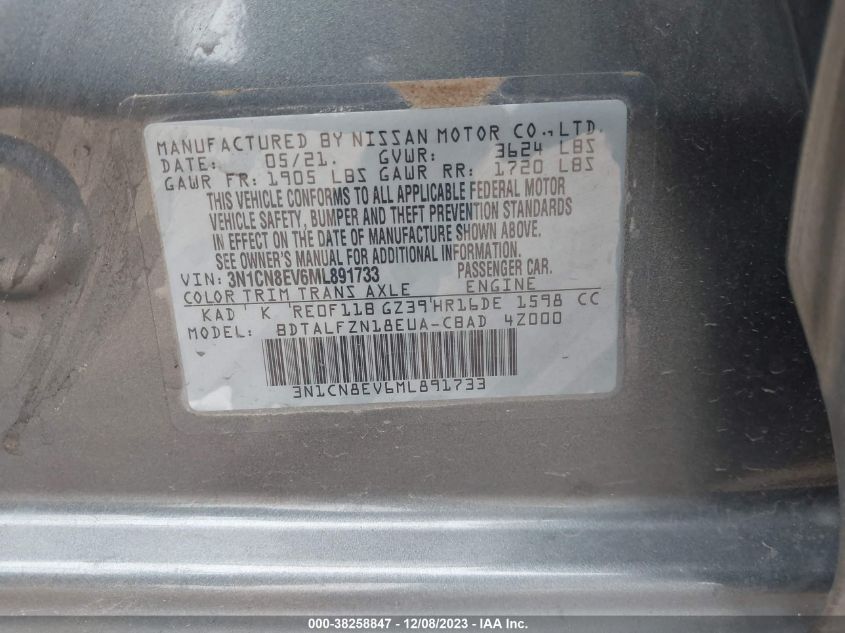 MANUFACTURED BY NISSAN MOTOR CO.,LTD.
DATE: 05/21. GVWR: 3624 LBS
GAWR FR: 1905 LBS GAWR RR: 1720 LBS
THIS VEHICLE CONFORMS TO ALL APPLICABLE FEDERAL MOTOR
VEHICLE SAFETY, BUMPER AND THEFT PREVENTION STANDARDS
IN EFFECT ON THE DATE OF MANUFACTURE SHOWN ABOVE.
SEE OWNER'S MANUAL FOR ADDITIONAL INFORMATION.
VIN: 3N1CN8EV6ML891733 PASSENGER CAR.
COLOR TRIM TRANS AXLE ENGINE
KAD K RE0F11B GZ39 HR16DE 1598 CC
MODEL: BDTALFZN18EUA-CBAD 4Z000
3N1CN8EV6ML891733
000-38258847 - 12/08/2023 - IAA Inc.